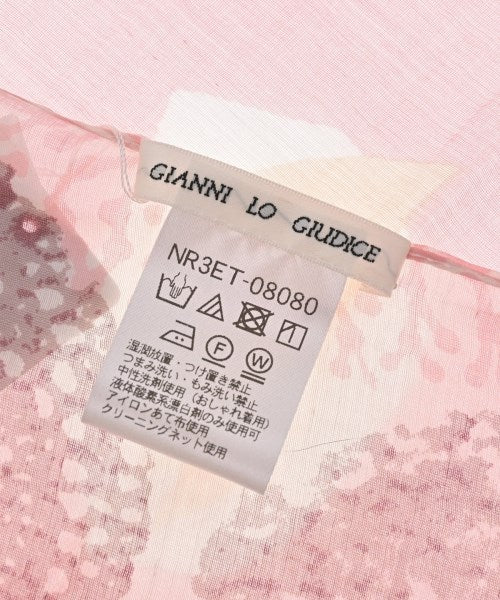 GIANNI LO GIUDICE
NR3ET-08080
F W
湿潤放置・つけ置き禁止
つまみ洗い・もみ洗い禁止
中性洗剤使用(おしゃれ着用)
液体酸素系漂白剤のみ使用可
アイロンあて布使用
クリーニングネット使用